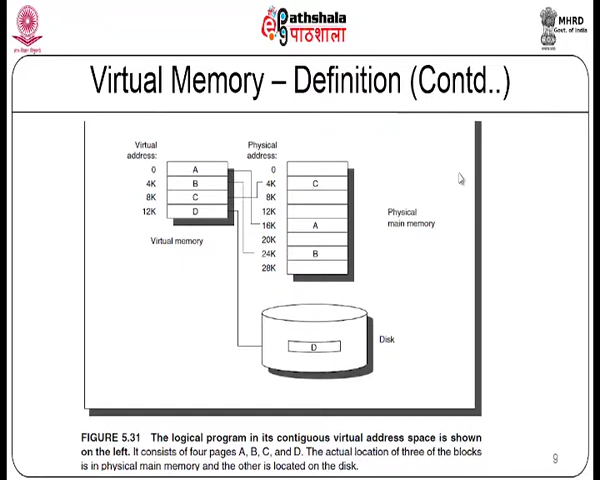 Pathshala
पाठशाला
MHRD
Govt. of India
Virtual Memory – Definition (Contd..)
Virtual address:
0 A
4K B
8K C
12K D
Virtual memory
Physical address:
0
4K C
8K
12K
16K A
20K
24K B
28K
Physical
main memory
D
Disk
FIGURE 5.31 The logical program in its contiguous virtual address space is shown
on the left. It consists of four pages A, B, C, and D. The actual location of three of the blocks
is in physical main memory and the other is located on the disk.
9